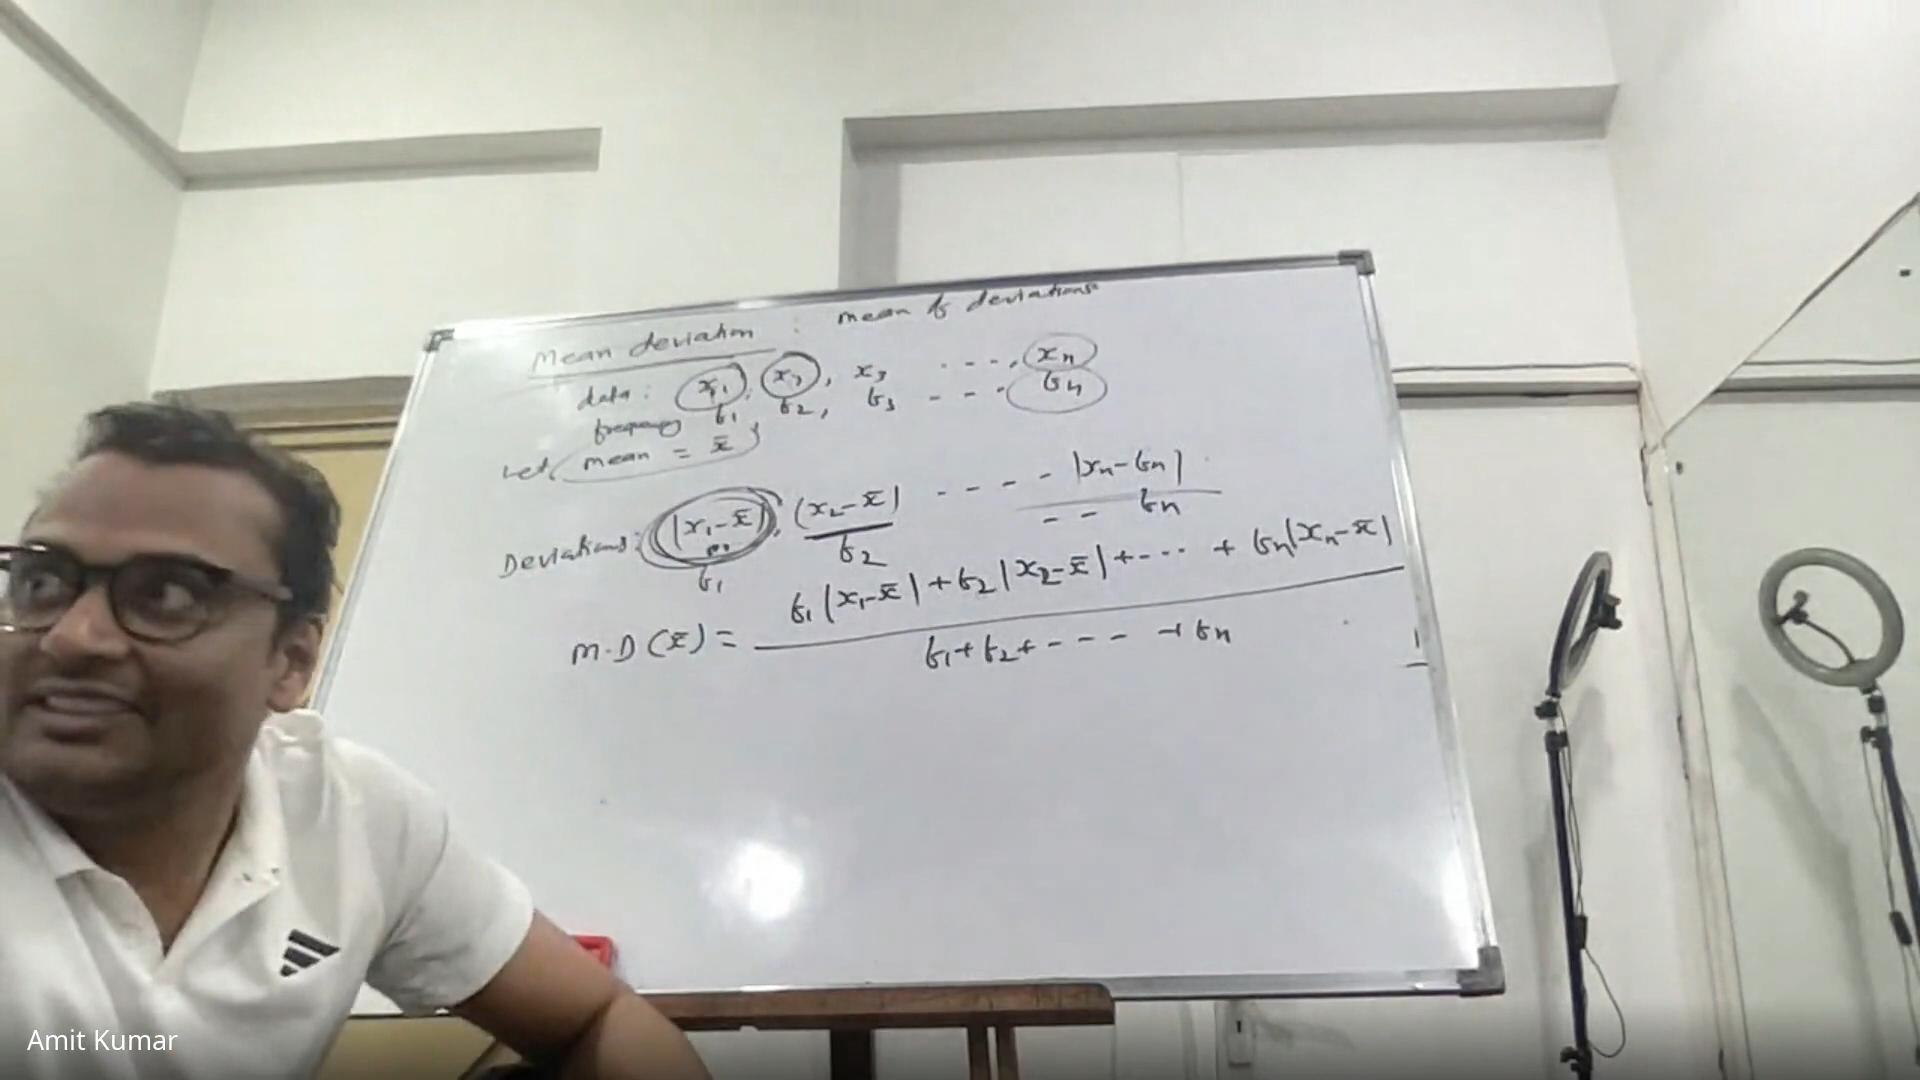 Mean deviation : mean of deviations
data : x₁, x₂, x₃ ...., xₙ
frequency f₁ f₂, f₃ - - - fₙ
Let mean = x̄
Deviations: |x₁-x̄|, (x₂-x̄| - - - - |xₙ-fₙ|
f₁ f₂ - - fₙ
M.D (x̄) = f₁|x₁-x̄| + f₂|x₂-x̄| + --- + fₙ|xₙ-x̄|
f₁+f₂+ - - - + fₙ
Amit Kumar